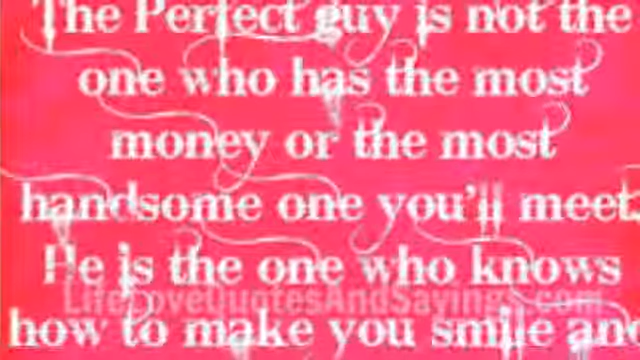 The Perfect guy is not the
one who has the most
money or the most
handsome one you'll meet
He is the one who knows
LifeLoveQuotesAndSayings.com
how to make you smile and